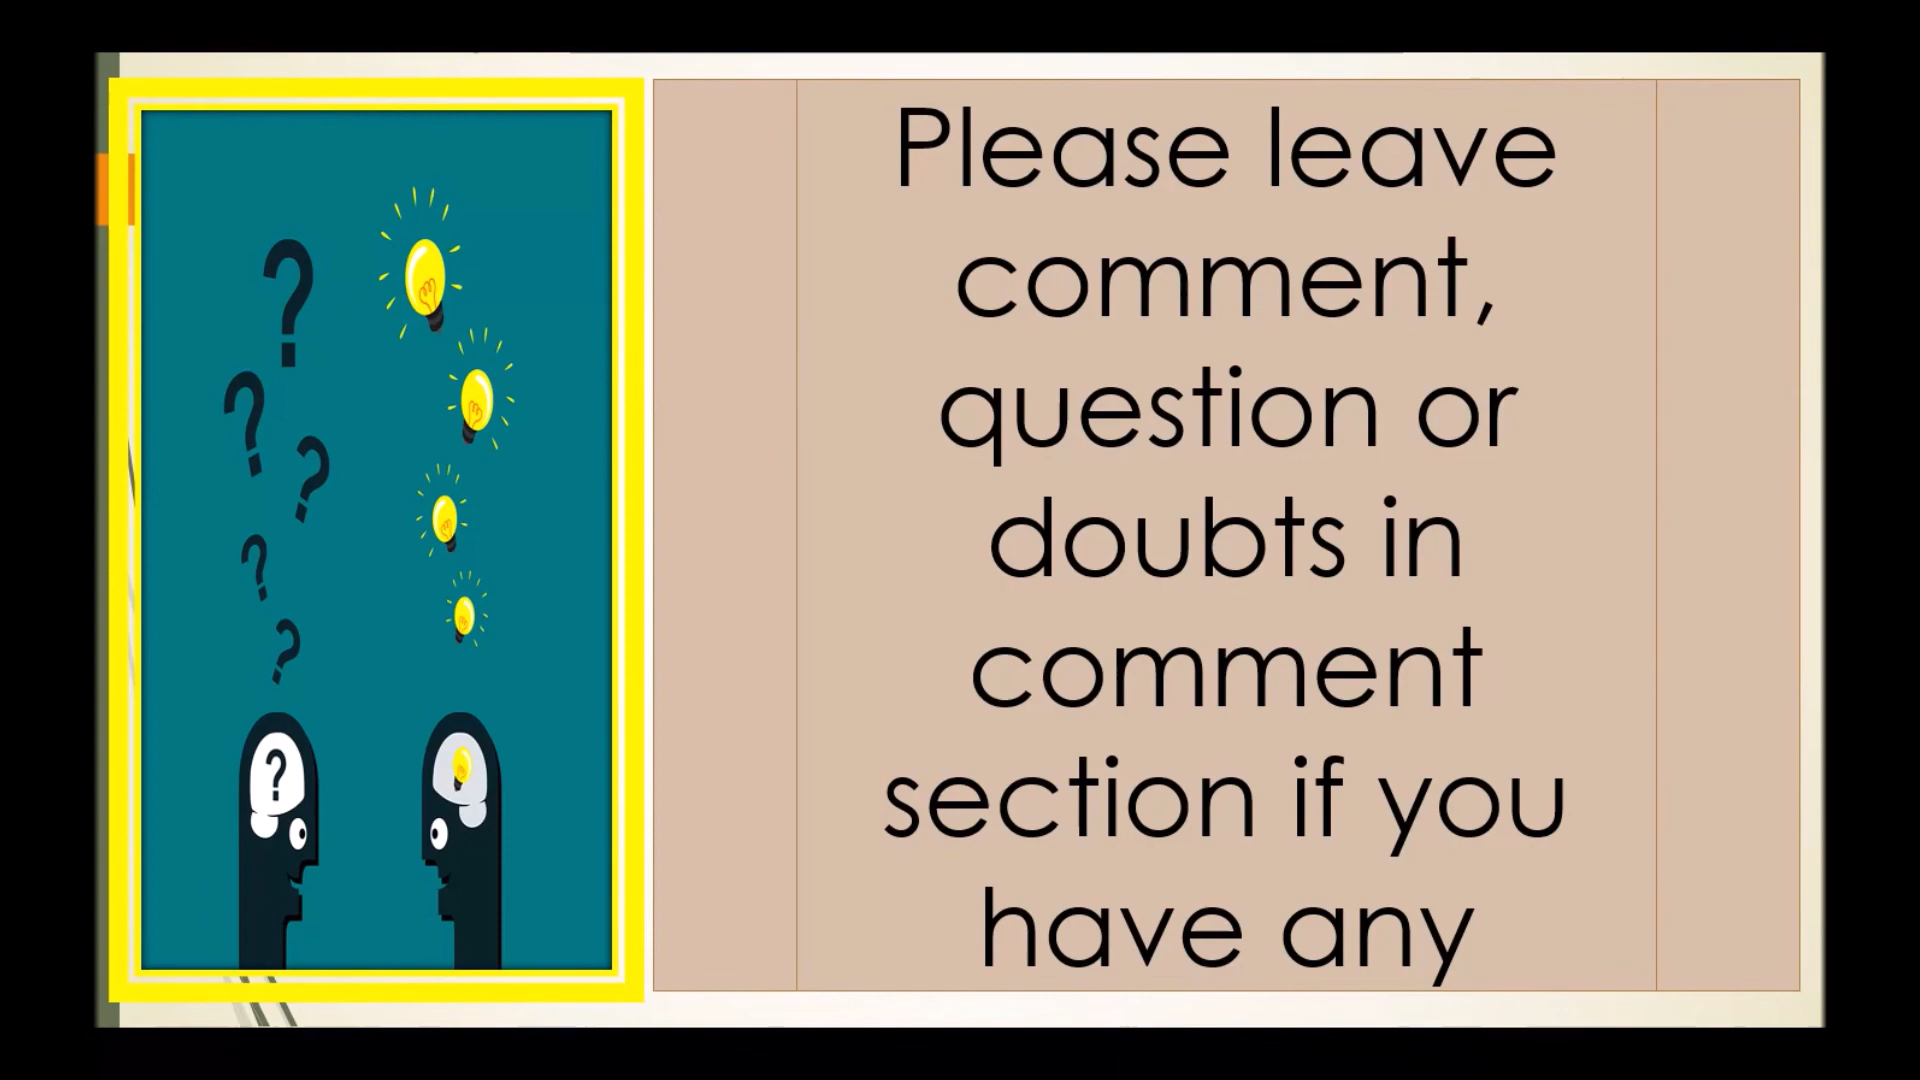 Please leave
comment,
question or
doubts in
comment
section if you
have any